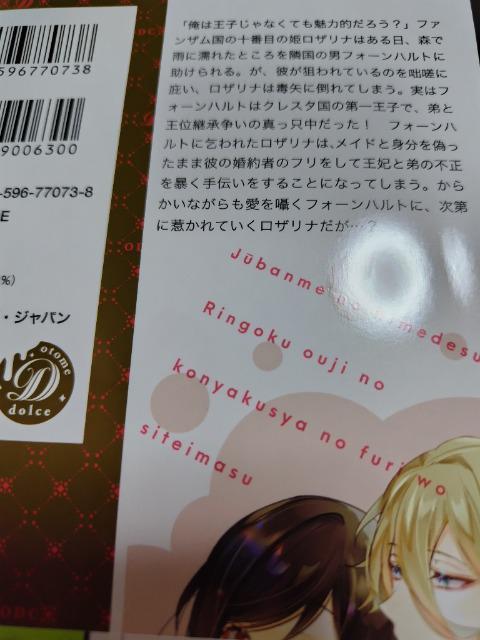 「俺は王子じゃなくても魅力的だろう?」ファ
ンザム国の十番目の姫ロザリナはある日、森で
雨に濡れたところを隣国の男フォーンハルトに
助けられる。が、彼が狙われているのを咄嗟に
庇い、ロザリナは毒矢に倒れてしまう。実はフ
ォーンハルトはクレスタ国の第一王子で、弟と
王位継承争いの真っ只中だった! フォーンハ
ルトに乞われたロザリナは、メイドと身分を偽っ
たまま彼の婚約者のフリをして王妃と弟の不正
を暴く手伝いをすることになってしまう。から
かいながらも愛を囁くフォーンハルトに、次第
に惹かれていくロザリナだが…?
Jūbanme no himedesu
Ringoku ouji no
konyakusya no furi wo
siteimasu
596770738
9006300
-596-77073-8
E
%)
・ジャパン
otome
D
dolce